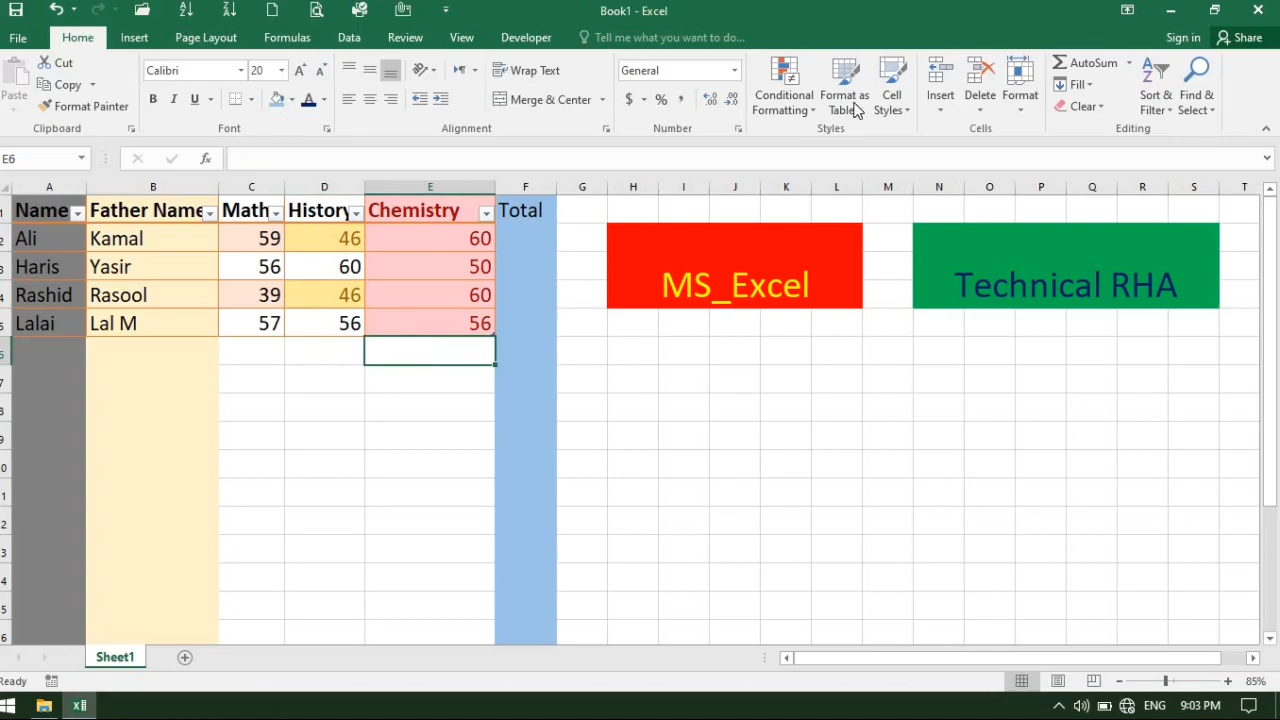 Book1 - Excel
File Home Insert Page Layout Formulas Data Review View Developer Tell me what you want to do... Sign in Share
Paste
Cut
Copy
Format Painter
Clipboard
Calibri 20
B I U
Font
Wrap Text
Merge & Center
Alignment
General
$ % ,
Number
Conditional Formatting
Format as Table
Cell Styles
Styles
Insert Delete Format
Cells
AutoSum
Fill
Clear
Sort & Filter
Find & Select
Editing
E6 fx
A B C D E F G H I J K L M N O P Q R S T
Name Father Name Math History Chemistry Total
Ali Kamal 59 46 60
Haris Yasir 56 60 50
Rashid Rasool 39 46 60
Lalai Lal M 57 56 56
MS_Excel
Technical RHA
Sheet1
Ready 85%
ENG 9:03 PM